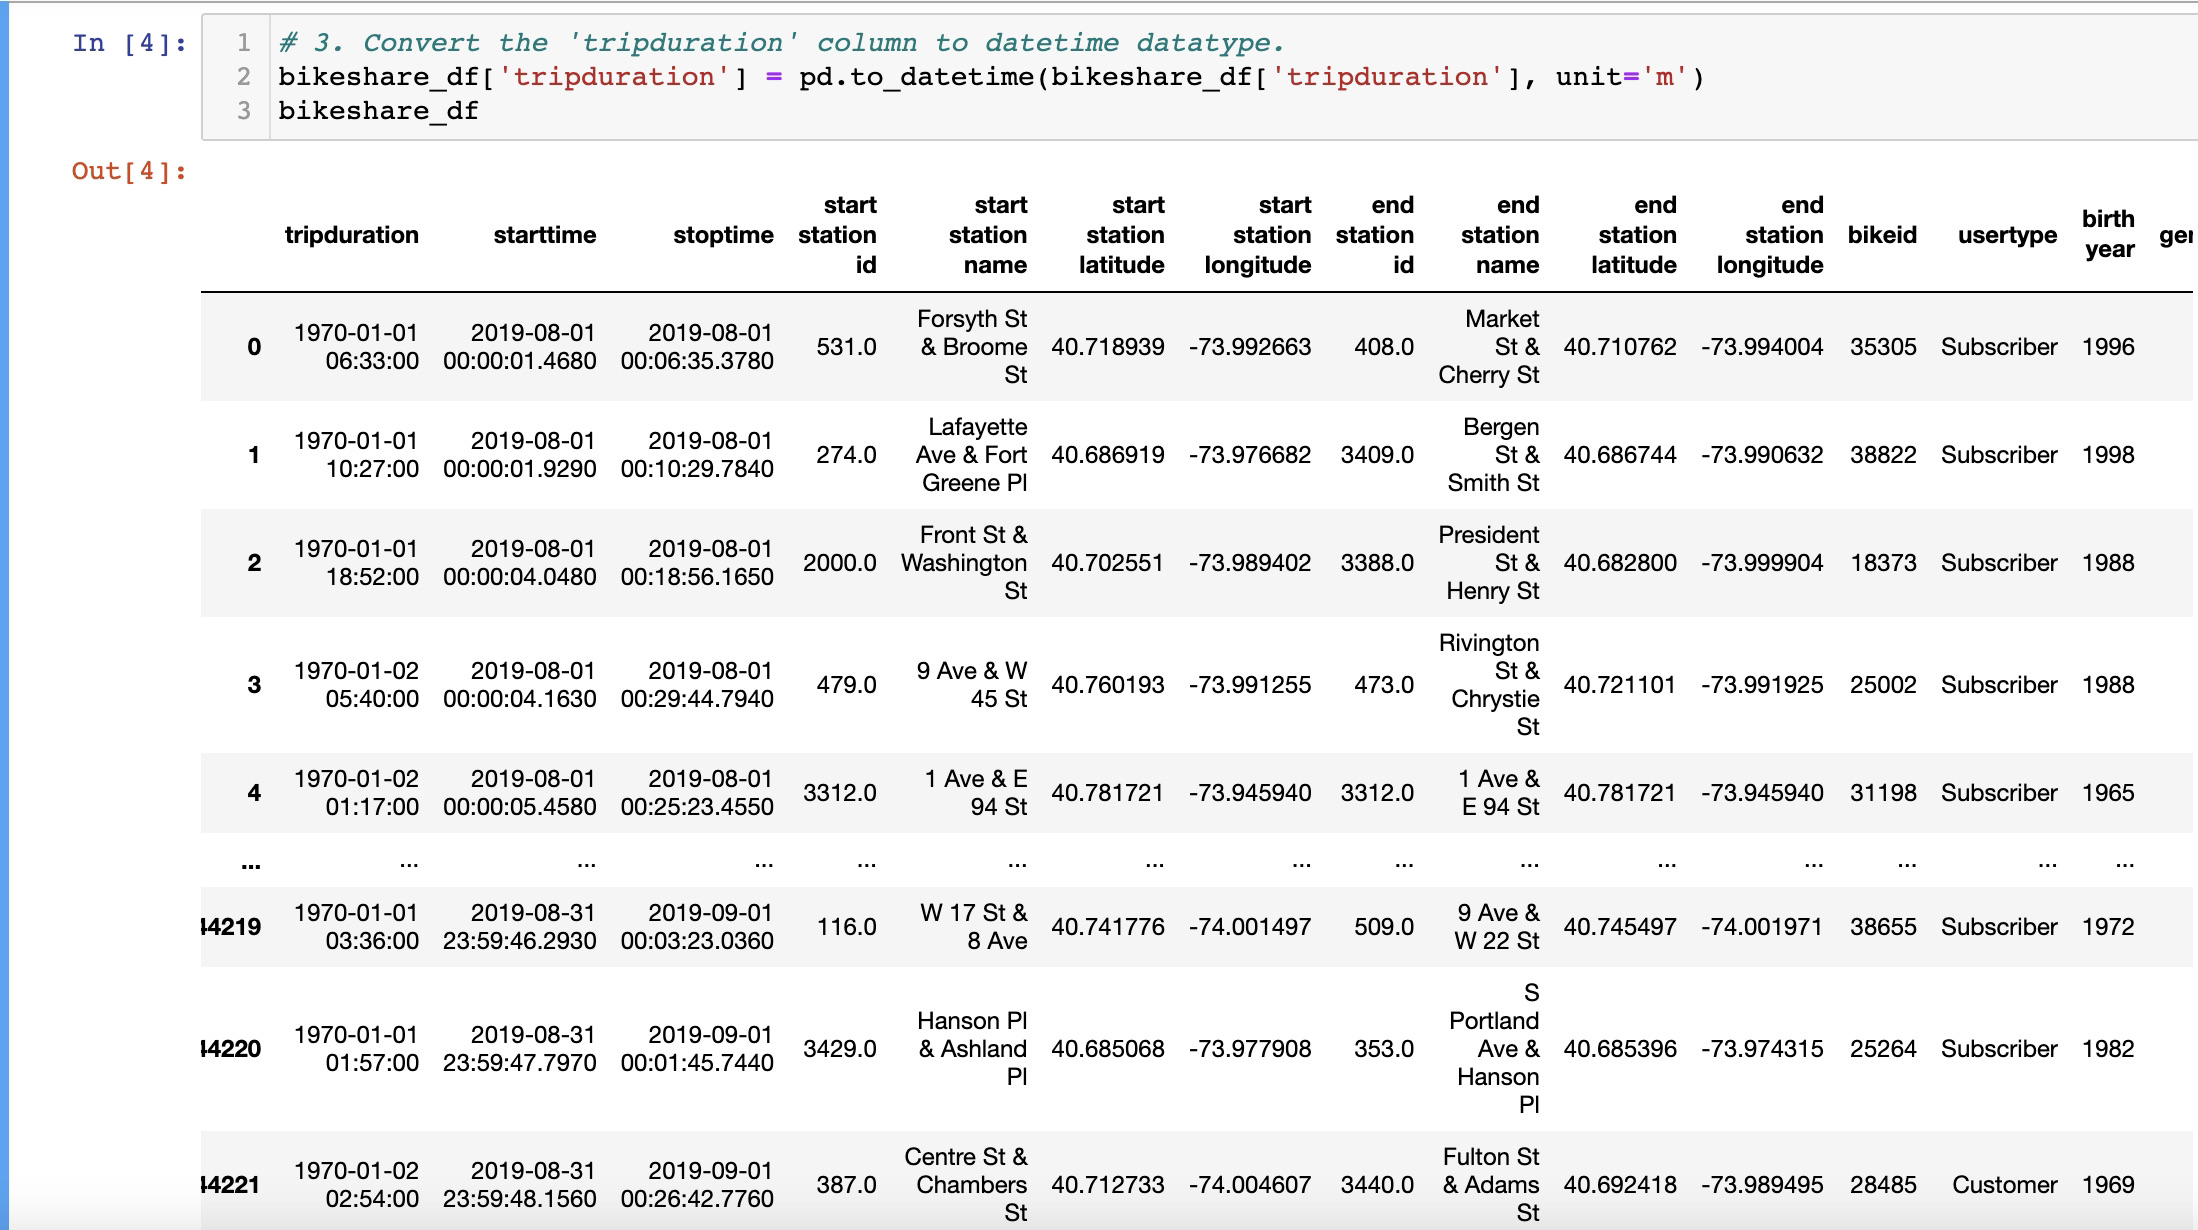 In [4]:
1 # 3. Convert the 'tripduration' column to datetime datatype.
2 bikeshare_df['tripduration'] = pd.to_datetime(bikeshare_df['tripduration'], unit='m')
3 bikeshare_df
Out[4]:
tripduration starttime stoptime start station id start station name start station latitude start station longitude end station id end station name end station latitude end station longitude bikeid usertype birth year
0 1970-01-01 06:33:00 2019-08-01 00:00:01.4680 2019-08-01 00:06:35.3780 531.0 Forsyth St & Broome St 40.718939 -73.992663 408.0 Market St & Cherry St 40.710762 -73.994004 35305 Subscriber 1996
1 1970-01-01 10:27:00 2019-08-01 00:00:01.9290 2019-08-01 00:10:29.7840 274.0 Lafayette Ave & Fort Greene Pl 40.686919 -73.976682 3409.0 Bergen St & Smith St 40.686744 -73.990632 38822 Subscriber 1998
2 1970-01-01 18:52:00 2019-08-01 00:00:04.0480 2019-08-01 00:18:56.1650 2000.0 Front St & Washington St 40.702551 -73.989402 3388.0 President St & Henry St 40.682800 -73.999904 18373 Subscriber 1988
3 1970-01-02 05:40:00 2019-08-01 00:00:04.1630 2019-08-01 00:29:44.7940 479.0 9 Ave & W 45 St 40.760193 -73.991255 473.0 Rivington St & Chrystie St 40.721101 -73.991925 25002 Subscriber 1988
4 1970-01-02 01:17:00 2019-08-01 00:00:05.4580 2019-08-01 00:25:23.4550 3312.0 1 Ave & E 94 St 40.781721 -73.945940 3312.0 1 Ave & E 94 St 40.781721 -73.945940 31198 Subscriber 1965
... ... ... ... ... ... ... ... ... ... ... ... ... ... ...
44219 1970-01-01 03:36:00 2019-08-31 23:59:46.2930 2019-09-01 00:03:23.0360 116.0 W 17 St & 8 Ave 40.741776 -74.001497 509.0 9 Ave & W 22 St 40.745497 -74.001971 38655 Subscriber 1972
44220 1970-01-01 01:57:00 2019-08-31 23:59:47.7970 2019-09-01 00:01:45.7440 3429.0 Hanson Pl & Ashland Pl 40.685068 -73.977908 353.0 S Portland Ave & Hanson Pl 40.685396 -73.974315 25264 Subscriber 1982
44221 1970-01-02 02:54:00 2019-08-31 23:59:48.1560 2019-09-01 00:26:42.7760 387.0 Centre St & Chambers St 40.712733 -74.004607 3440.0 Fulton St & Adams St 40.692418 -73.989495 28485 Customer 1969